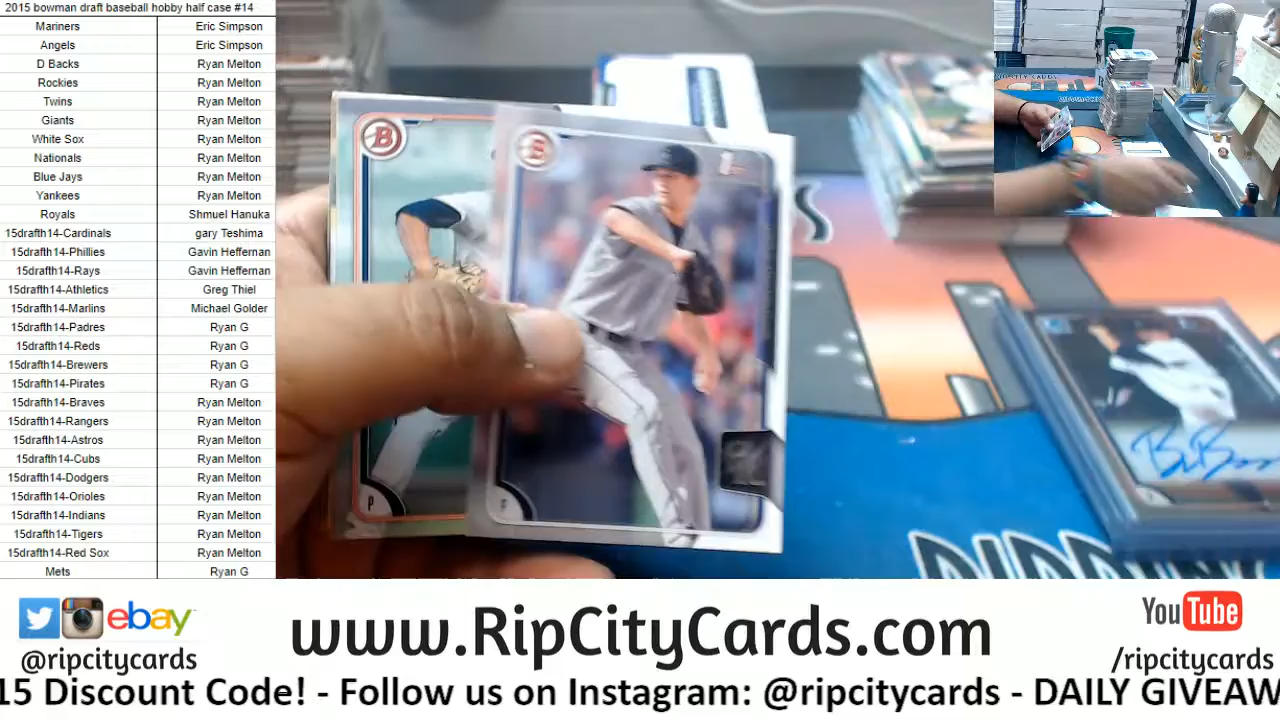 2015 bowman draft baseball hobby half case #14
Mariners Eric Simpson
Angels Eric Simpson
D Backs Ryan Melton
Rockies Ryan Melton
Twins Ryan Melton
Giants Ryan Melton
White Sox Ryan Melton
Nationals Ryan Melton
Blue Jays Ryan Melton
Yankees Ryan Melton
Royals Shmuel Hanuka
15drafth14-Cardinals gary Teshima
15drafth14-Phillies Gavin Heffernan
15drafth14-Rays Gavin Heffernan
15drafth14-Athletics Greg Thiel
15drafth14-Marlins Michael Golder
15drafth14-Padres Ryan G
15drafth14-Reds Ryan G
15drafth14-Brewers Ryan G
15drafth14-Pirates Ryan G
15drafth14-Braves Ryan Melton
15drafth14-Rangers Ryan Melton
15drafth14-Astros Ryan Melton
15drafth14-Cubs Ryan Melton
15drafth14-Dodgers Ryan Melton
15drafth14-Orioles Ryan Melton
15drafth14-Indians Ryan Melton
15drafth14-Tigers Ryan Melton
15drafth14-Red Sox Ryan Melton
Mets Ryan G
B
B
P
ebay
@ripcitycards
www.RipCityCards.com
YouTube
/ripcitycards
15 Discount Code! - Follow us on Instagram: @ripcitycards - DAILY GIVEAW